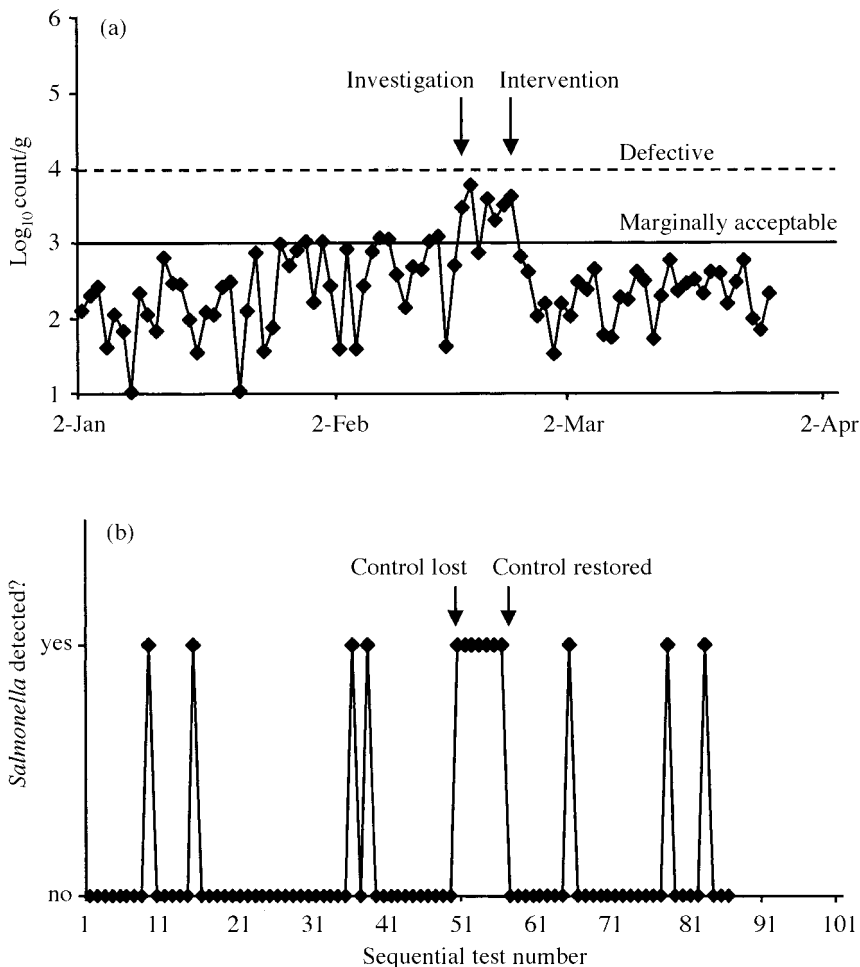 (a)
6
5
4
3
2
1
Log10 count/g
Investigation Intervention
Defective
Marginally acceptable
2-Jan 2-Feb 2-Mar 2-Apr
(b)
Control lost Control restored
Salmonella detected?
yes
no
1 11 21 31 41 51 61 71 81 91 101
Sequential test number